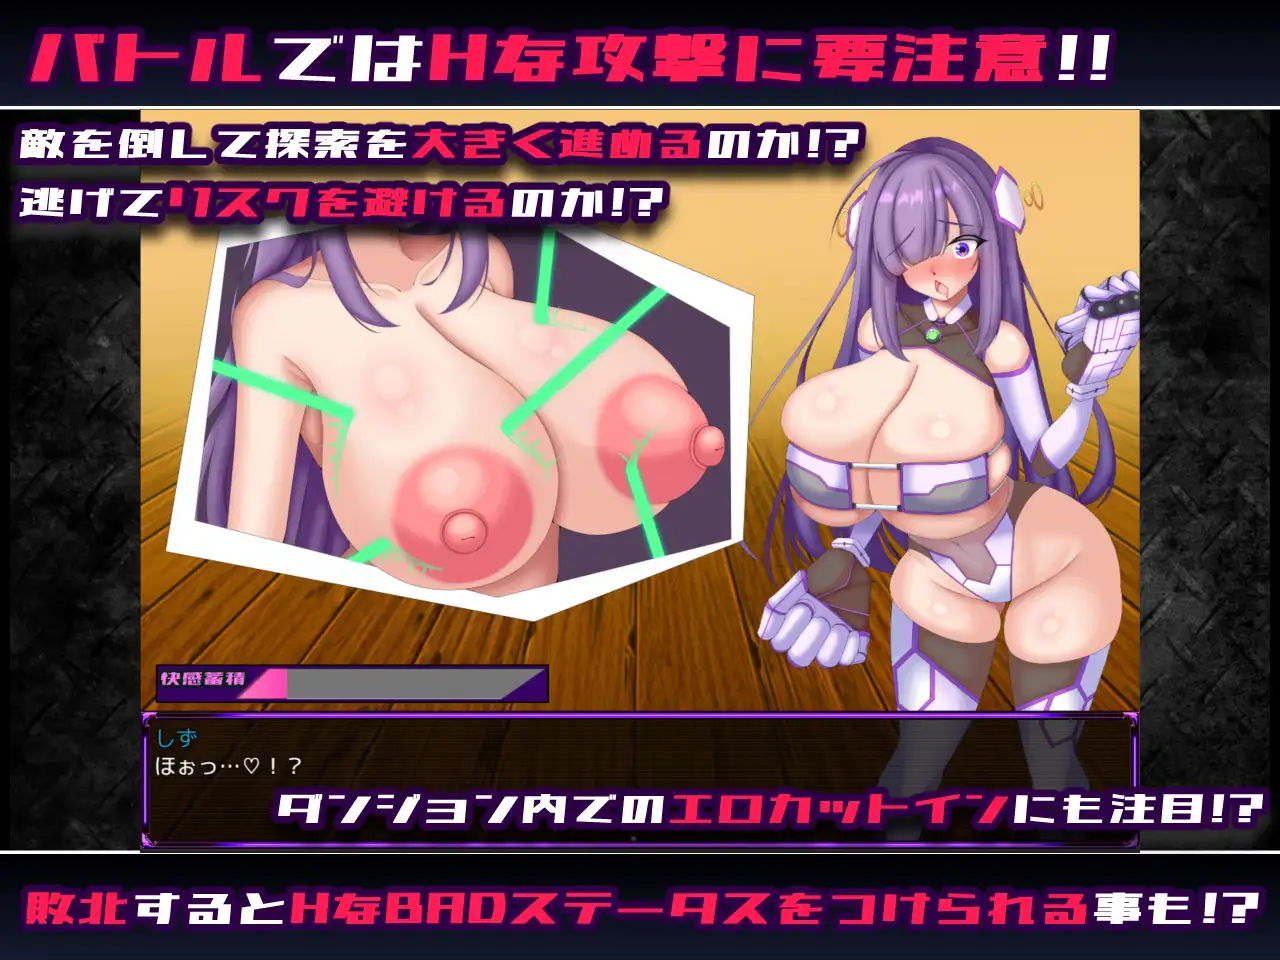 バトルではHな攻撃に要注意!!
敵を倒して探索を大きく進めるのか!?
逃げてリスクを避けるのか!?
快感蓄積
しず
ほぉっ…♡！？
ダンジョン内でのエロカットインにも注目!?
敗北するとHなBADステータスをつけられる事も!?